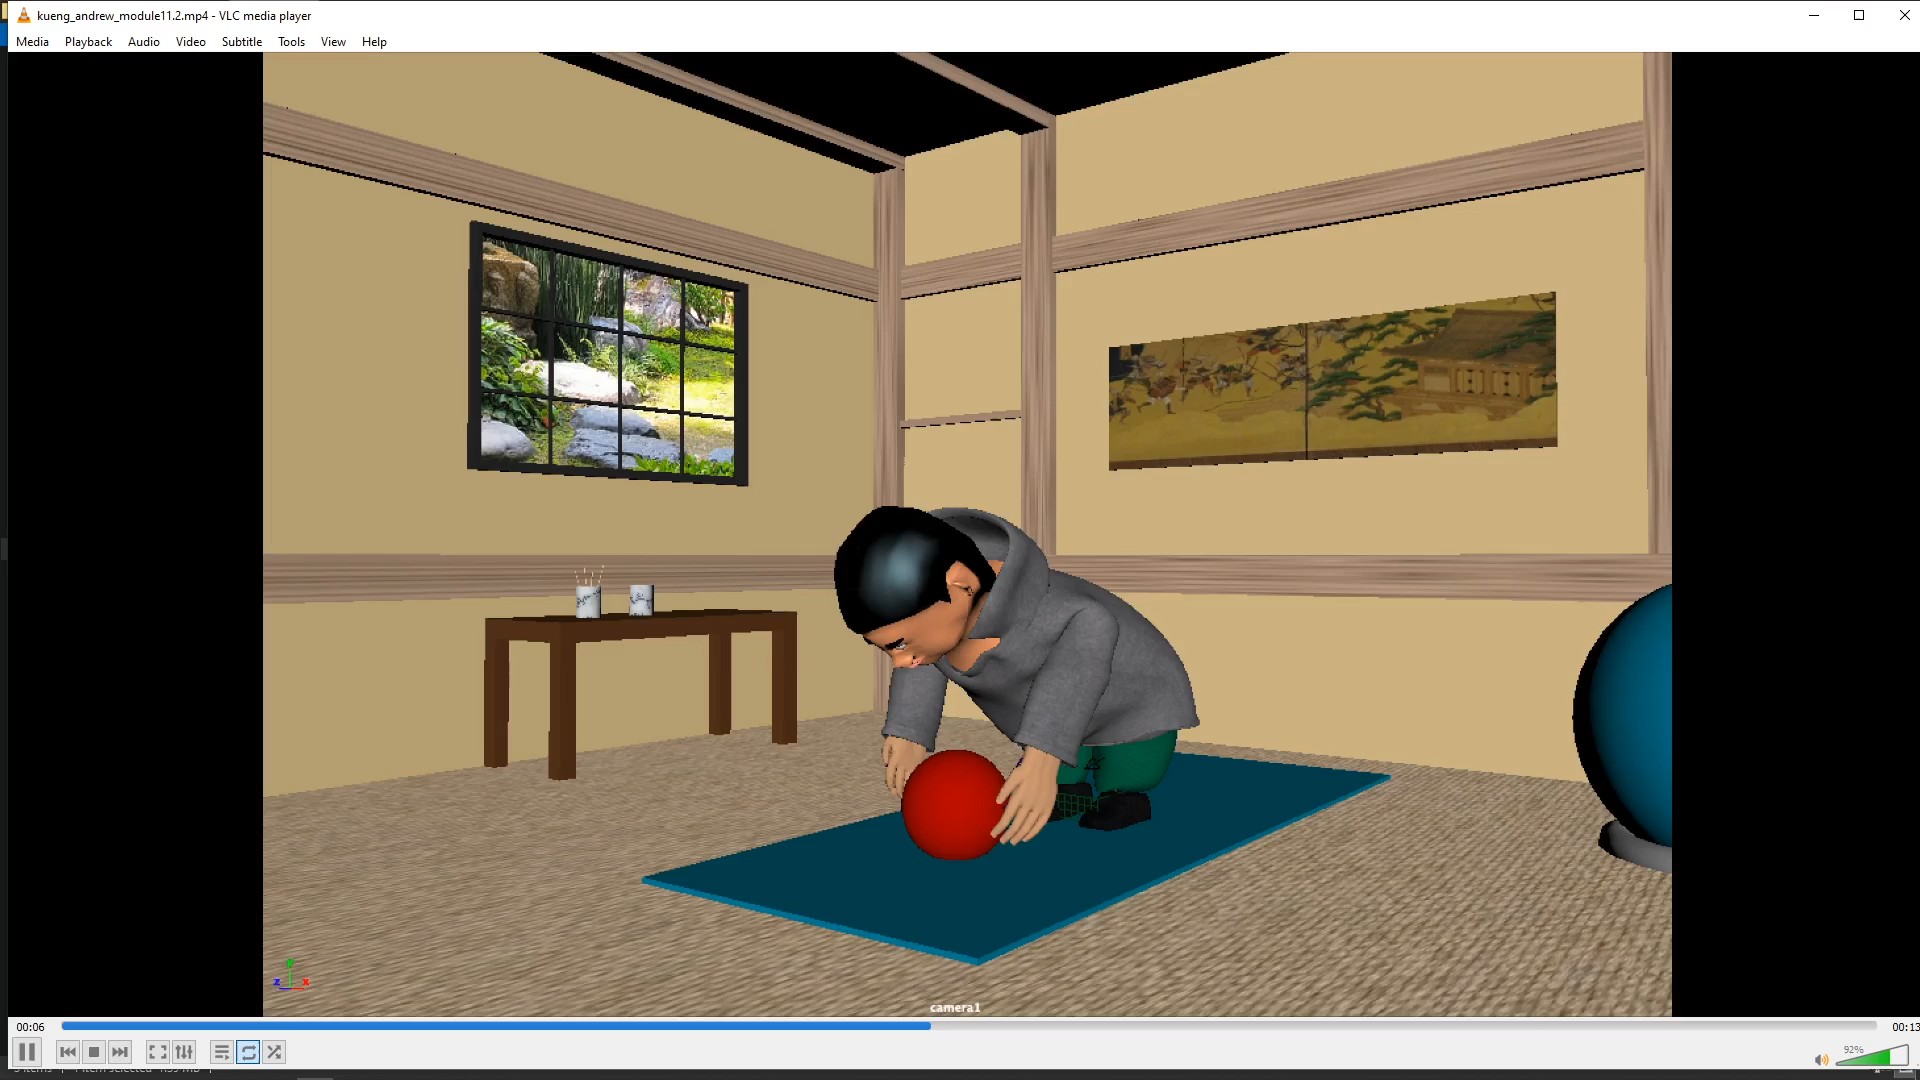 kueng_andrew_module11.2.mp4 - VLC media player
Media Playback Audio Video Subtitle Tools View Help
y
z x
camera1
00:06 00:13
92%